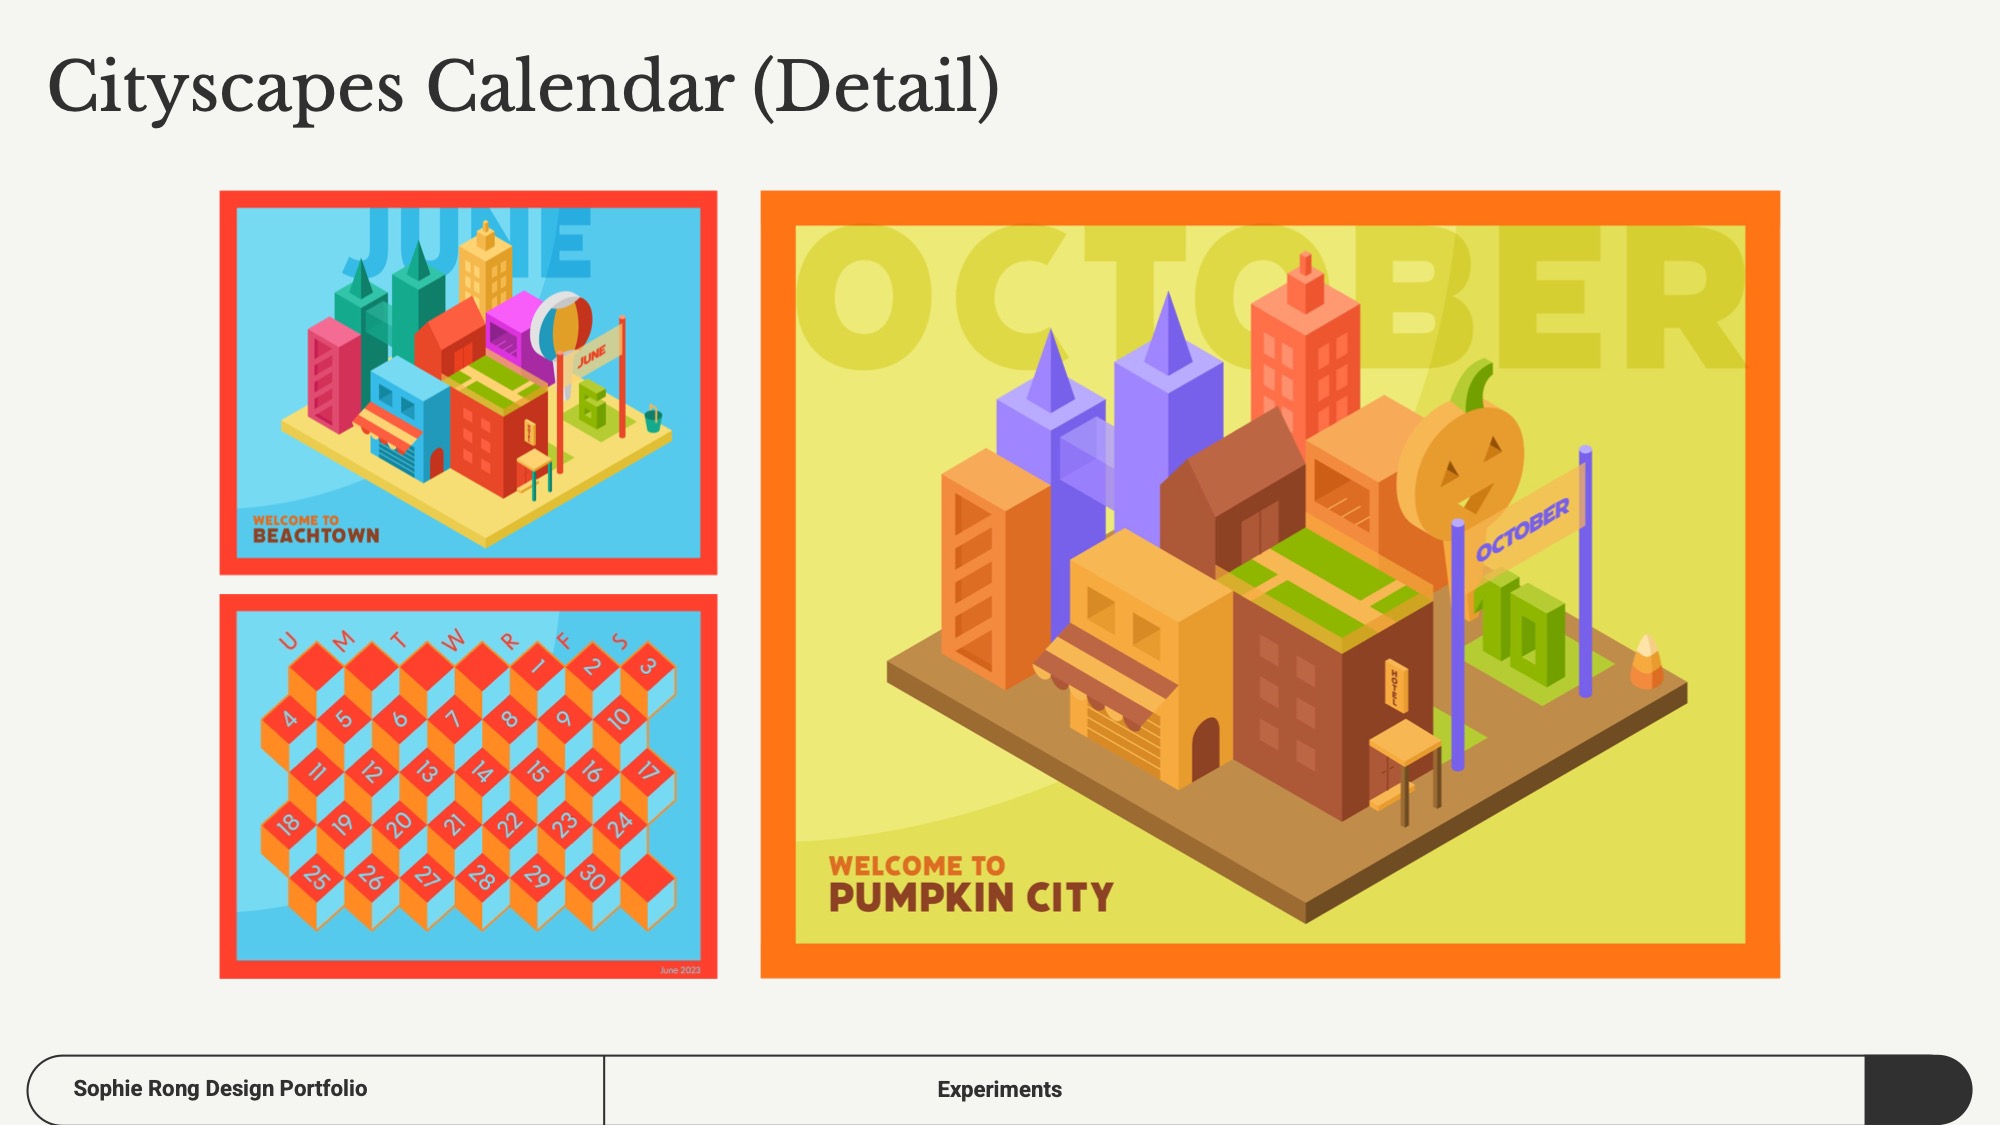 Cityscapes Calendar (Detail)
JUNE
JUNE
6
WELCOME TO
BEACHTOWN
U M T W R F S
1 2 3
4 5 6 7 8 9 10
11 12 13 14 15 16 17
18 19 20 21 22 23 24
25 26 27 28 29 30
June 2023
OCTOBER
OCTOBER
10
HOTEL
WELCOME TO
PUMPKIN CITY
Sophie Rong Design Portfolio
Experiments